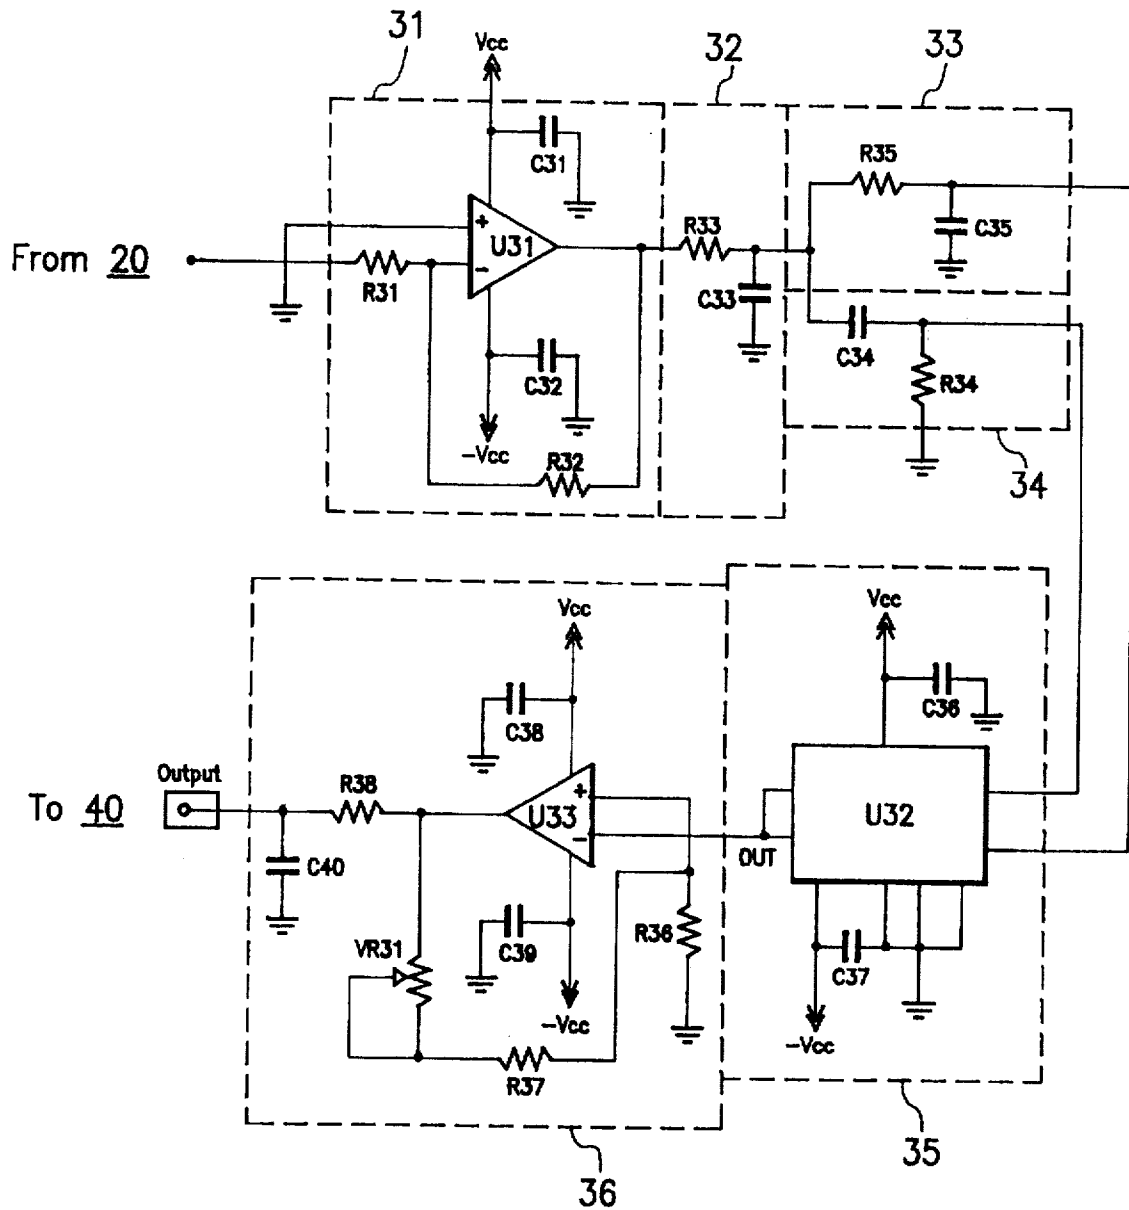 31
32
33
Vcc
C31
R35
C35
From 20
+
U31
−
R31
R33
C33
C34
R34
C32
−Vcc
R32
34
Vcc
Vcc
C38
C36
Output
R38
+
U33
−
U32
To 40
OUT
C40
VR31
C39
R36
C37
−Vcc
−Vcc
R37
35
36